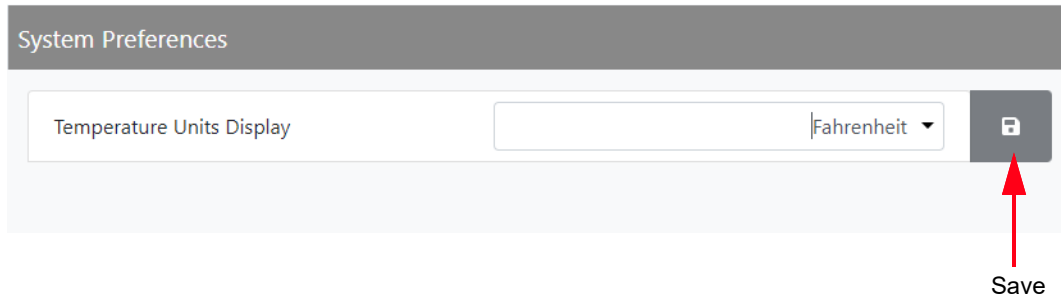 System Preferences
Temperature Units Display
Fahrenheit
Save